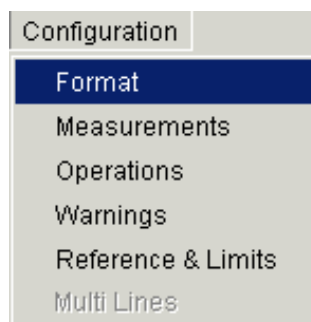 Configuration
Format
Measurements
Operations
Warnings
Reference & Limits
Multi Lines